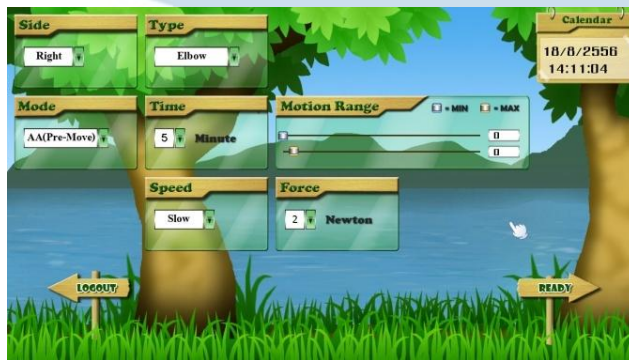 Side
Right
Type
Elbow
Calendar
18/8/2556
14:11:04
Mode
AA(Pre-Move)
Time
5 Minute
Motion Range
= MIN = MAX
0
0
Speed
Slow
Force
2 Newton
LOGOUT
READY